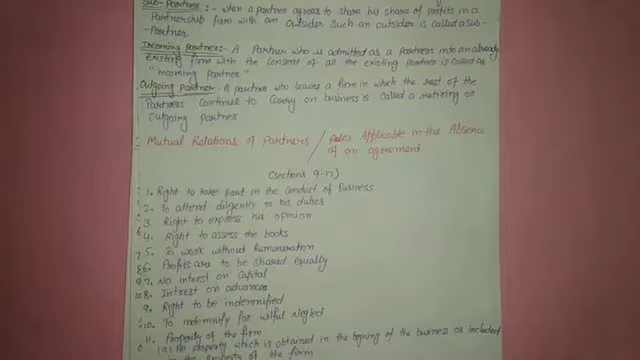 Sub-Partner :- when a partner agrees to share his share of profits in a
Partnership firm with an outsider. Such an outsider is called a sub-
Partner
Incoming partner:- A Partner who is admitted as a partners into an already
existing firm with the consent of all the existing partner is called as
"incoming partner"
Outgoing Partner - A partner who leaves a firm in which the rest of the
Partners continue to carry on business is called a retiring or
outgoing partner
Mutual Relations of Partners / Rules Applicable in the Absence
of an agreement
(sections 9-17)
1. Right to take part in the Conduct of Business
2. To attend diligently to his duties
3 Right to express his opinion
4. Right to assess the books
5. To work without Remuneration
6. Profits are to be shared equally
7. No interest on Capital
8. Interest on advances
9. Right to be indemnified
10. To indemnify for wilful Neglect
11. Property of the firm
(a) property which is obtained in the of the business or included
the property of the firm